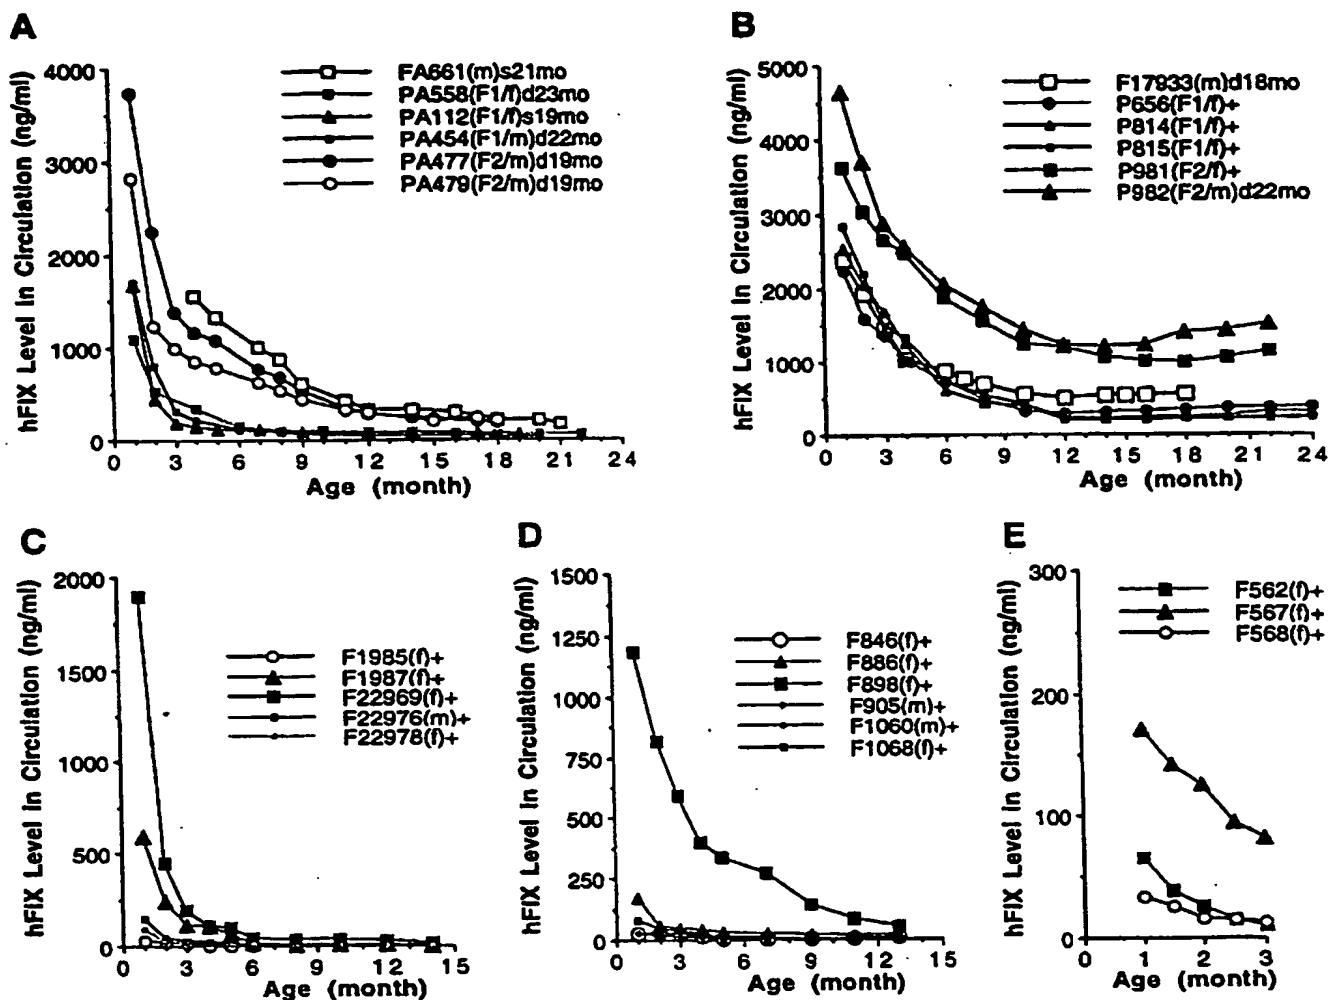 A
hFIX Level In Circulation (ng/ml)
4000
3000
2000
1000
0
0 3 6 9 12 15 18 21 24
Age (month)
FA661(m)s21mo
PA558(F1/f)d23mo
PA112(F1/f)s19mo
PA454(F1/m)d22mo
PA477(F2/m)d19mo
PA479(F2/m)d19mo
B
hFIX Level In Circulation (ng/ml)
5000
4000
3000
2000
1000
0
0 3 6 9 12 15 18 21 24
Age (month)
F17933(m)d18mo
P656(F1/f)+
P814(F1/f)+
P815(F1/f)+
P981(F2/f)+
P982(F2/m)d22mo
C
hFIX Level In Circulation (ng/ml)
2000
1500
1000
500
0
0 3 6 9 12 15
Age (month)
F1985(f)+
F1987(f)+
F22969(f)+
F22976(m)+
F22978(f)+
D
hFIX Level In Circulation (ng/ml)
1500
1250
1000
750
500
250
0
0 3 6 9 12 15
Age (month)
F846(f)+
F886(f)+
F898(f)+
F905(m)+
F1060(m)+
F1068(f)+
E
hFIX Level In Circulation (ng/ml)
300
200
100
0
0 1 2 3
Age (month)
F562(f)+
F567(f)+
F568(f)+